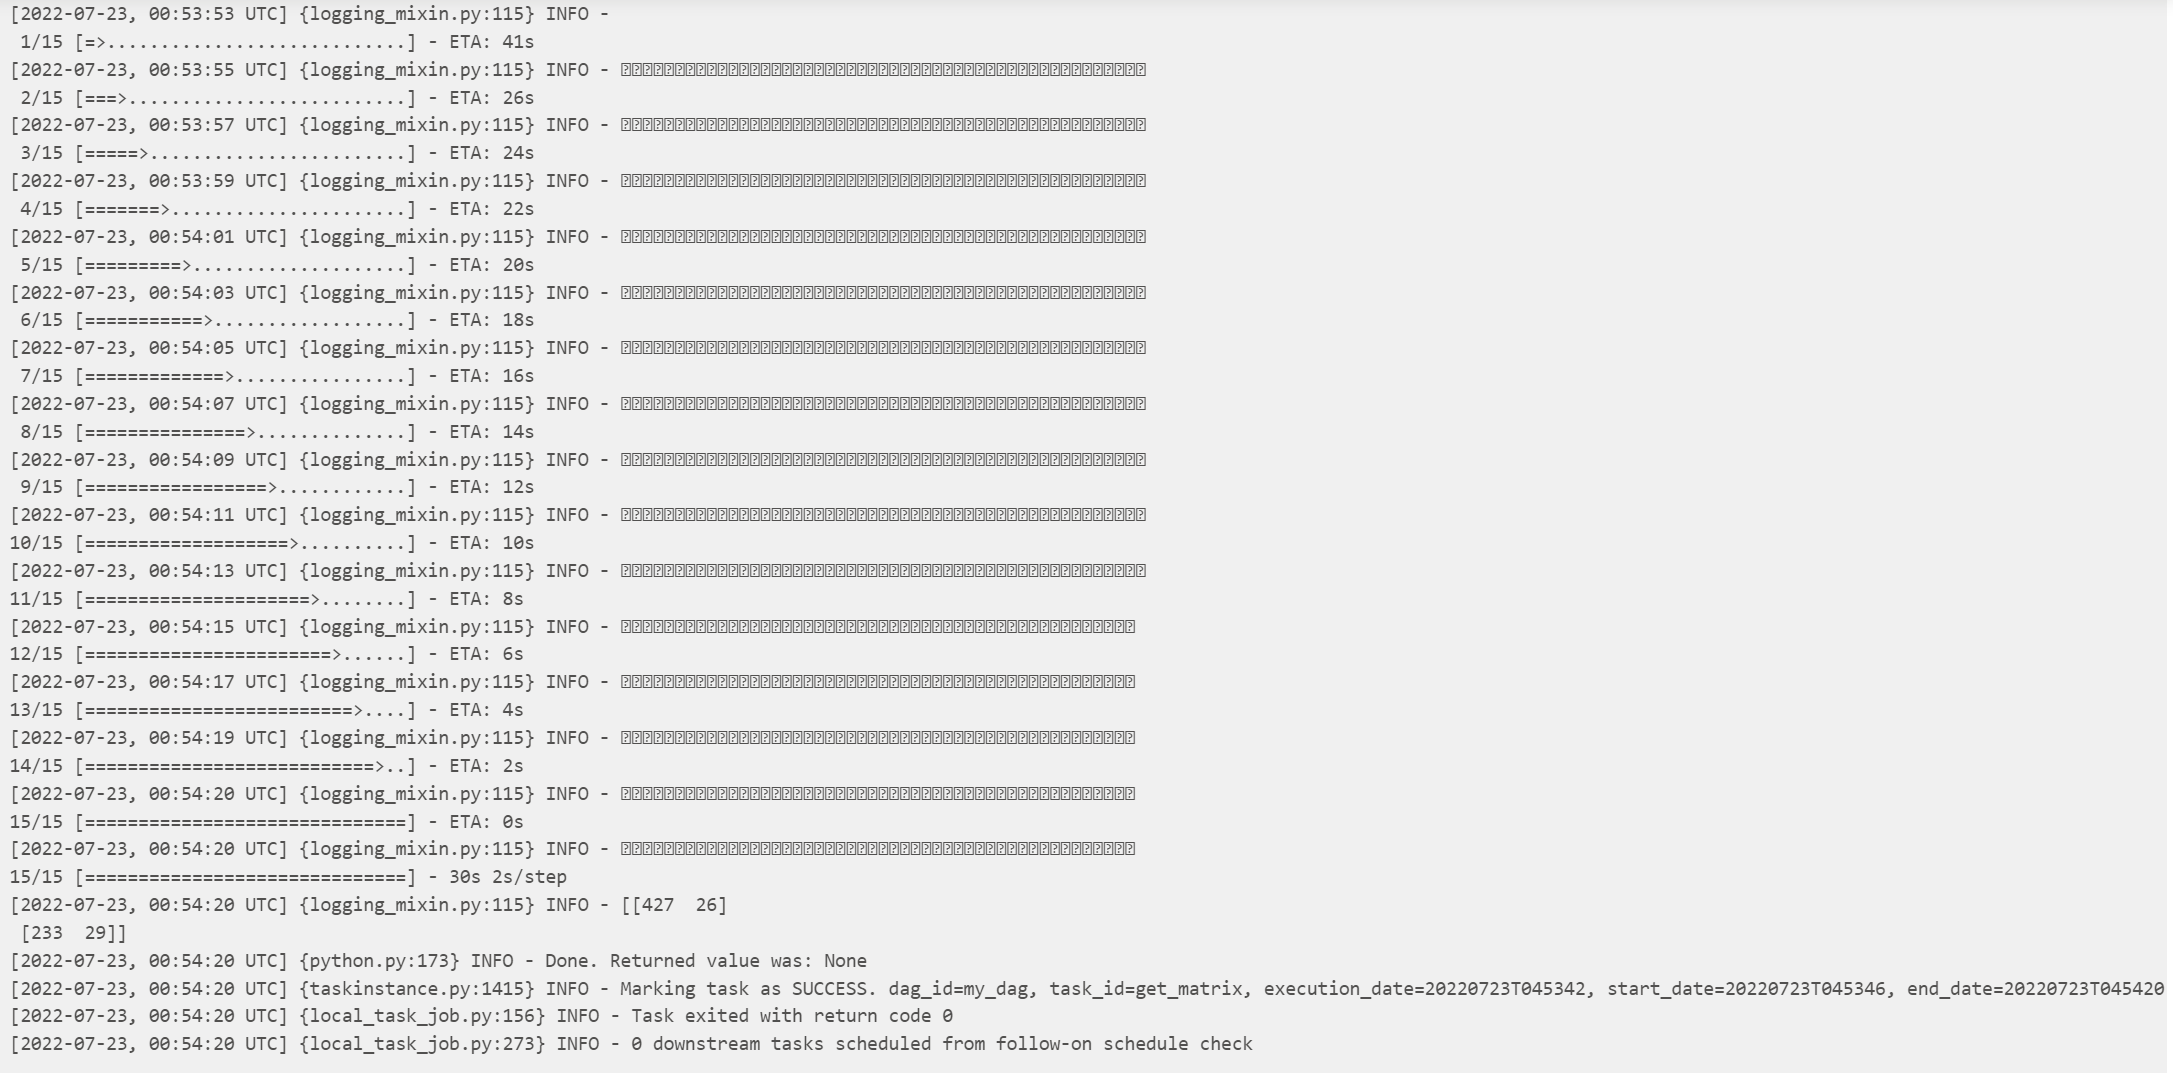 [2022-07-23, 00:53:53 UTC] {logging_mixin.py:115} INFO -
1/15 [=>............................] - ETA: 41s
[2022-07-23, 00:53:55 UTC] {logging_mixin.py:115} INFO -
2/15 [===>..........................] - ETA: 26s
[2022-07-23, 00:53:57 UTC] {logging_mixin.py:115} INFO -
3/15 [=====>........................] - ETA: 24s
[2022-07-23, 00:53:59 UTC] {logging_mixin.py:115} INFO -
4/15 [=======>......................] - ETA: 22s
[2022-07-23, 00:54:01 UTC] {logging_mixin.py:115} INFO -
5/15 [=========>....................] - ETA: 20s
[2022-07-23, 00:54:03 UTC] {logging_mixin.py:115} INFO -
6/15 [===========>..................] - ETA: 18s
[2022-07-23, 00:54:05 UTC] {logging_mixin.py:115} INFO -
7/15 [=============>................] - ETA: 16s
[2022-07-23, 00:54:07 UTC] {logging_mixin.py:115} INFO -
8/15 [===============>..............] - ETA: 14s
[2022-07-23, 00:54:09 UTC] {logging_mixin.py:115} INFO -
9/15 [=================>............] - ETA: 12s
[2022-07-23, 00:54:11 UTC] {logging_mixin.py:115} INFO -
10/15 [===================>..........] - ETA: 10s
[2022-07-23, 00:54:13 UTC] {logging_mixin.py:115} INFO -
11/15 [=====================>........] - ETA: 8s
[2022-07-23, 00:54:15 UTC] {logging_mixin.py:115} INFO -
12/15 [=======================>......] - ETA: 6s
[2022-07-23, 00:54:17 UTC] {logging_mixin.py:115} INFO -
13/15 [=========================>....] - ETA: 4s
[2022-07-23, 00:54:19 UTC] {logging_mixin.py:115} INFO -
14/15 [===========================>..] - ETA: 2s
[2022-07-23, 00:54:20 UTC] {logging_mixin.py:115} INFO -
15/15 [==============================] - ETA: 0s
[2022-07-23, 00:54:20 UTC] {logging_mixin.py:115} INFO -
15/15 [==============================] - 30s 2s/step
[2022-07-23, 00:54:20 UTC] {logging_mixin.py:115} INFO - [[427  26]
[233  29]]
[2022-07-23, 00:54:20 UTC] {python.py:173} INFO - Done. Returned value was: None
[2022-07-23, 00:54:20 UTC] {taskinstance.py:1415} INFO - Marking task as SUCCESS. dag_id=my_dag, task_id=get_matrix, execution_date=20220723T045342, start_date=20220723T045346, end_date=20220723T045420
[2022-07-23, 00:54:20 UTC] {local_task_job.py:156} INFO - Task exited with return code 0
[2022-07-23, 00:54:20 UTC] {local_task_job.py:273} INFO - 0 downstream tasks scheduled from follow-on schedule check